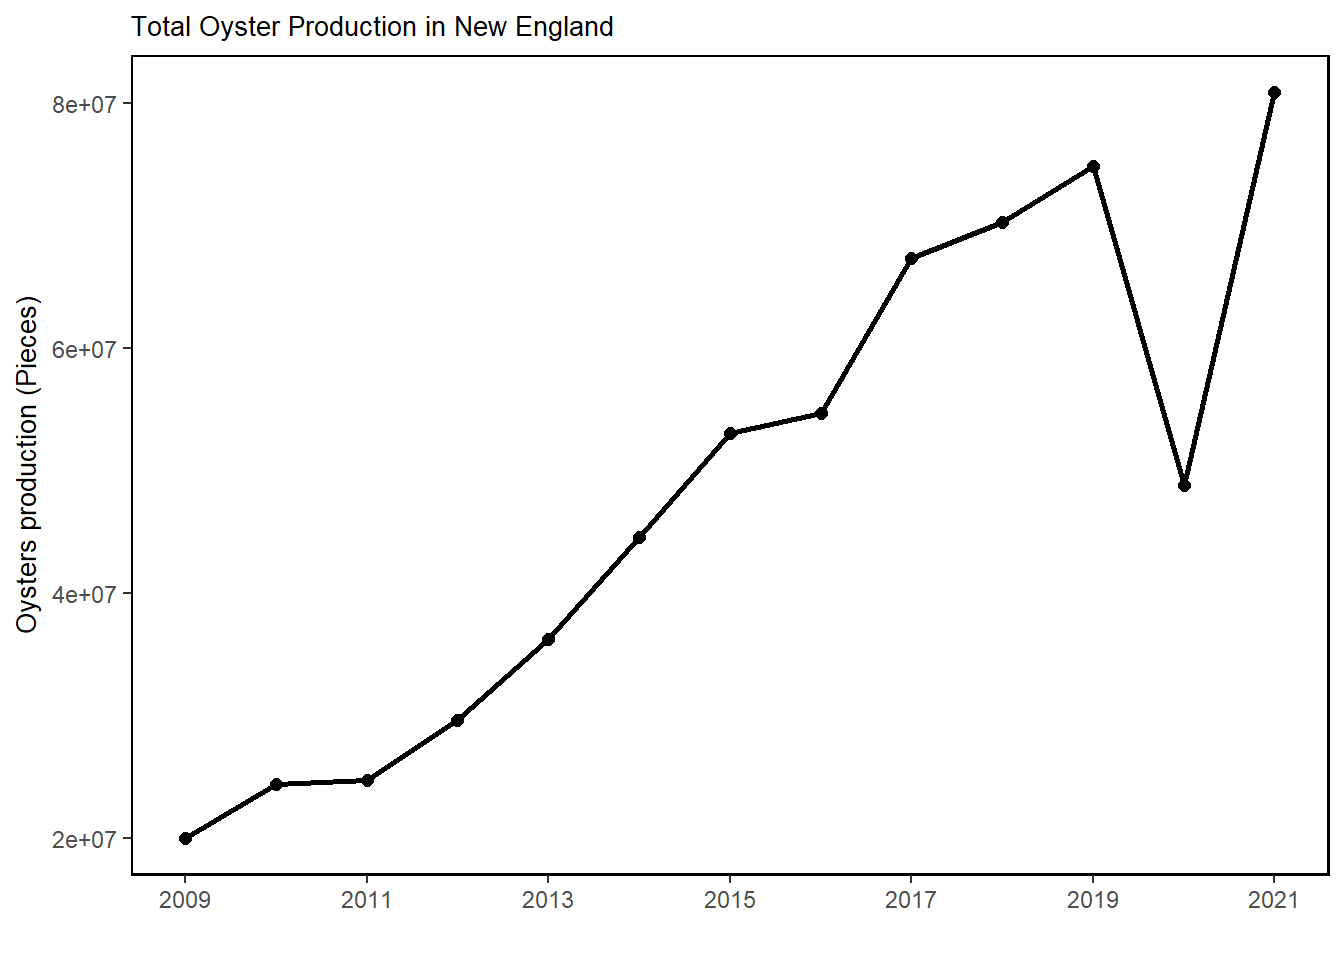 Total Oyster Production in New England
Oysters production (Pieces)
8e+07
6e+07
4e+07
2e+07
2009 2011 2013 2015 2017 2019 2021